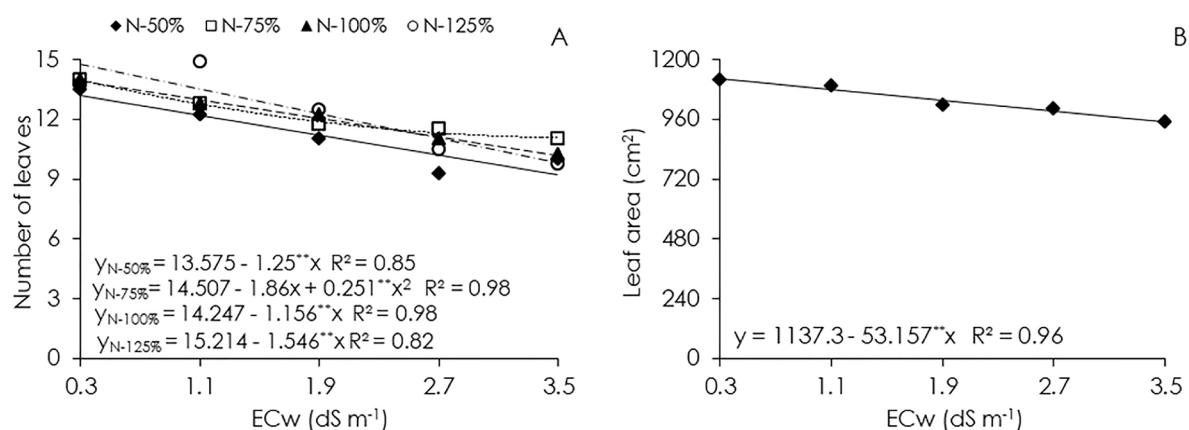 N-50% N-75% N-100% N-125%
A
15
12
9
6
3
0
Number of leaves
yN-50% = 13.575 - 1.25**x R² = 0.85
yN-75% = 14.507 - 1.86x + 0.251**x² R² = 0.98
yN-100% = 14.247 - 1.156**x R² = 0.98
yN-125% = 15.214 - 1.546**x R² = 0.82
0.3 1.1 1.9 2.7 3.5
ECw (dS m-1)
B
1200
960
720
480
240
0
Leaf area (cm²)
y = 1137.3 - 53.157**x R² = 0.96
0.3 1.1 1.9 2.7 3.5
ECw (dS m-1)